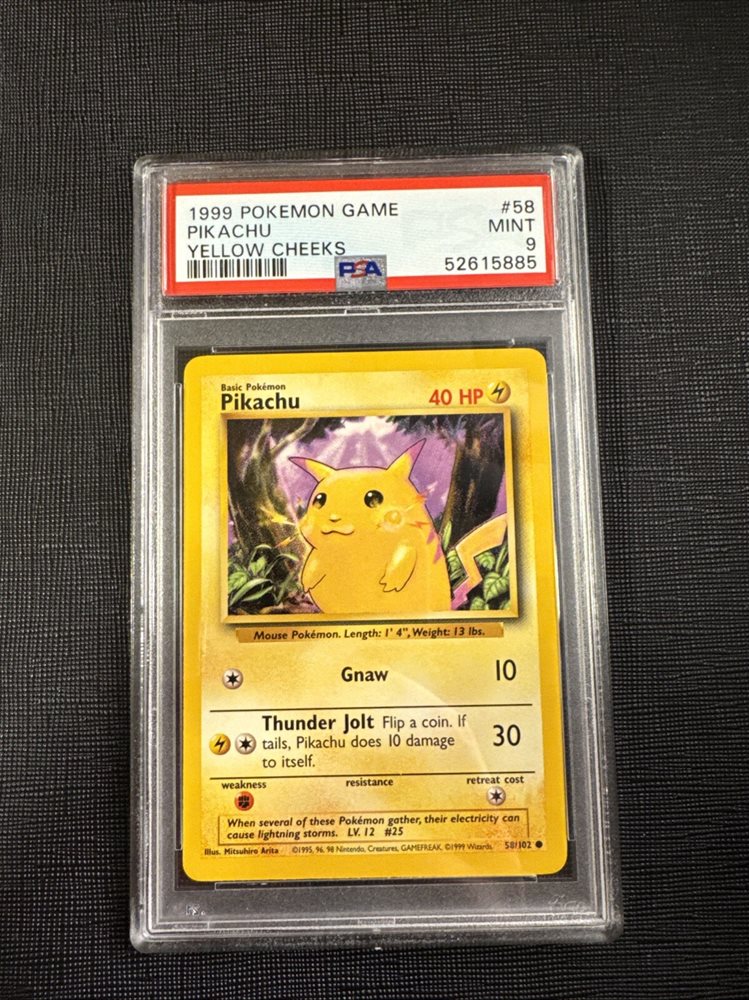 1999 POKEMON GAME #58
PIKACHU MINT
YELLOW CHEEKS 9
PSA 52615885
Basic Pokémon
Pikachu 40 HP
Mouse Pokémon. Length: 1' 4", Weight: 13 lbs.
Gnaw 10
Thunder Jolt Flip a coin. If
tails, Pikachu does 10 damage
to itself.
30
weakness resistance retreat cost
When several of these Pokémon gather, their electricity can
cause lightning storms. LV. 12 #25
Illus. Mitsuhiro Arita ©1995, 96, 98 Nintendo, Creatures, GAMEFREAK. ©1999 Wizards. 58/102